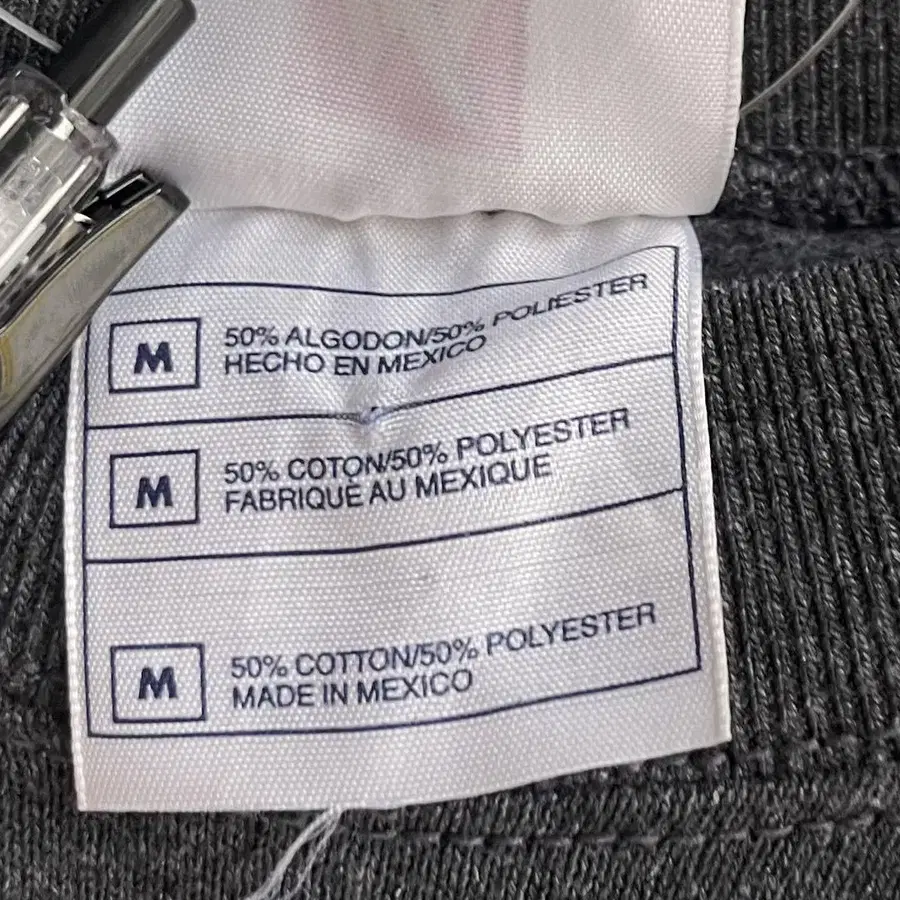 M
50% ALGODON/50% POLIESTER
HECHO EN MEXICO
M
50% COTON/50% POLYESTER
FABRIQUE AU MEXIQUE
M
50% COTTON/50% POLYESTER
MADE IN MEXICO